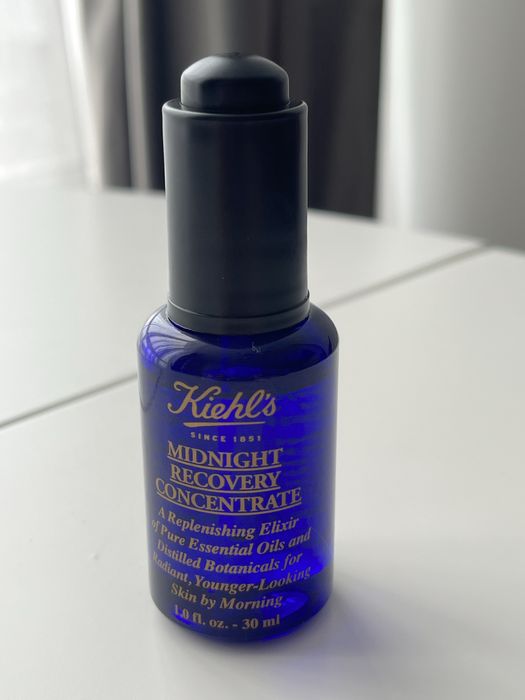 Kiehl's
SINCE 1851
MIDNIGHT
RECOVERY
CONCENTRATE
A Replenishing Elixir
of Pure Essential Oils and
Distilled Botanicals for
Radiant, Younger-Looking
Skin by Morning
1.0 fl. oz. - 30 ml